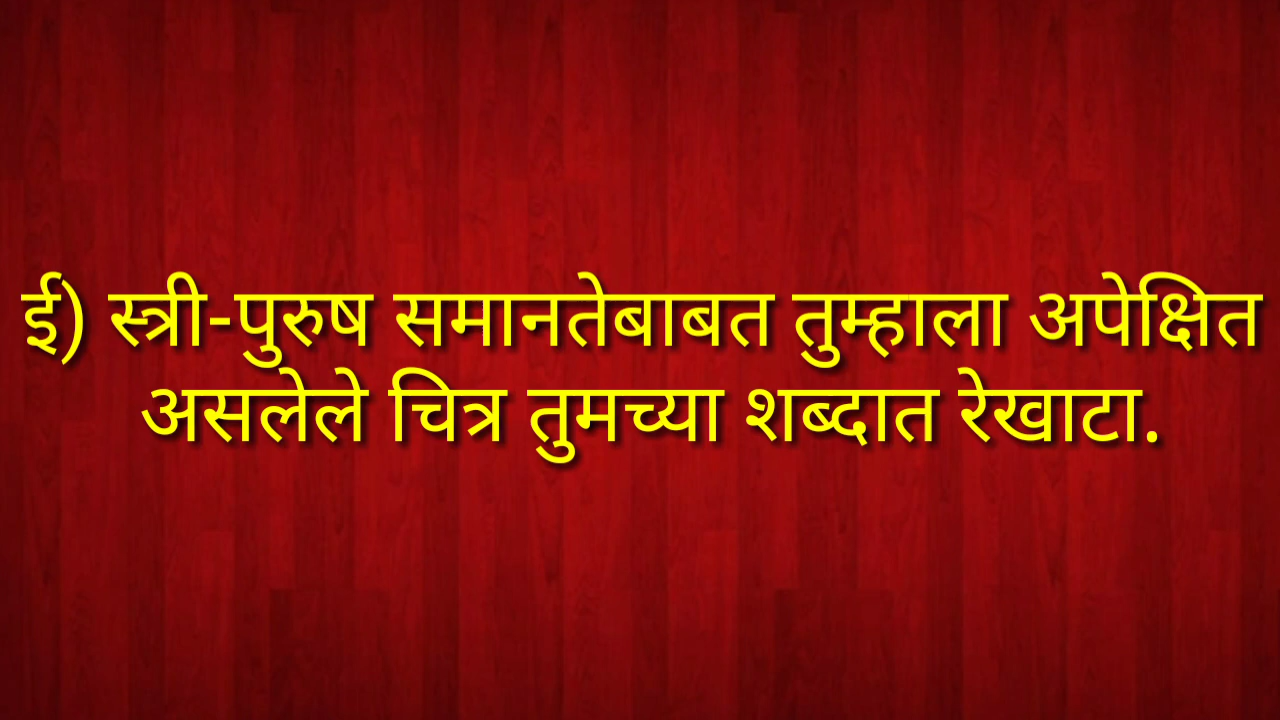 ई) स्त्री-पुरुष समानतेबाबत तुम्हाला अपेक्षित
असलेले चित्र तुमच्या शब्दात रेखाटा.